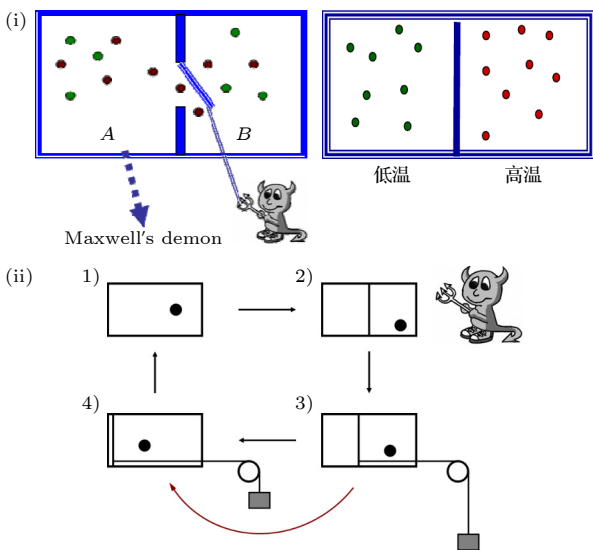 (i)
A
B
低温
高温
Maxwell's demon
(ii)
1)
2)
4)
3)